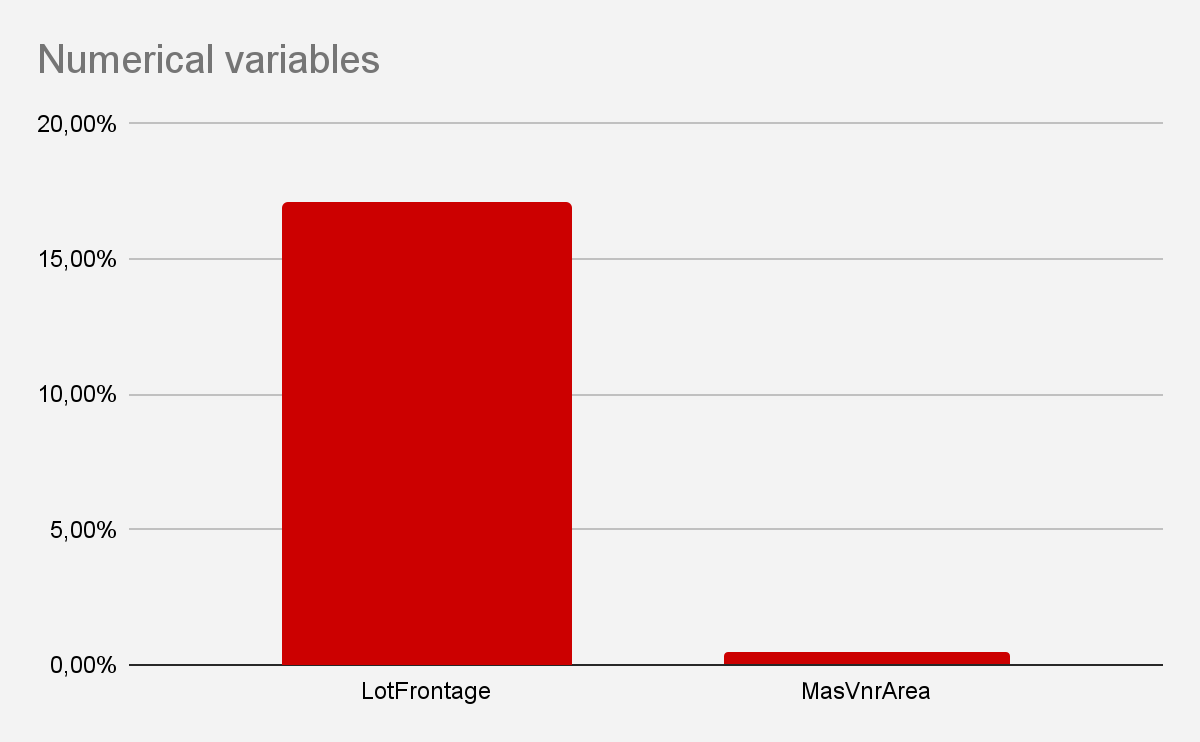 Numerical variables
20,00%
15,00%
10,00%
5,00%
0,00%
LotFrontage
MasVnrArea